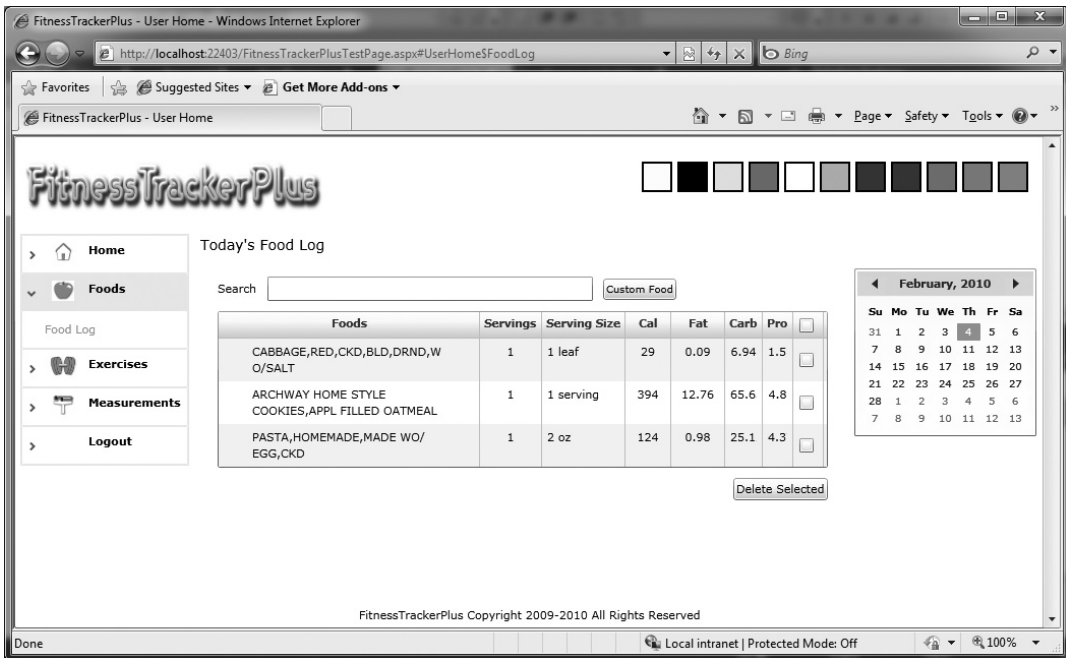 FitnessTrackerPlus - User Home - Windows Internet Explorer
http://localhost:22403/FitnessTrackerPlusTestPage.aspx#UserHome$FoodLog
Bing
Favorites Suggested Sites Get More Add-ons
FitnessTrackerPlus - User Home
Page Safety Tools
FitnessTrackerPlus
Home
Foods
Food Log
Exercises
Measurements
Logout
Today's Food Log
Search Custom Food
Foods Servings Serving Size Cal Fat Carb Pro
CABBAGE,RED,CKD,BLD,DRND,W 1 1 leaf 29 0.09 6.94 1.5
O/SALT
ARCHWAY HOME STYLE 1 1 serving 394 12.76 65.6 4.8
COOKIES,APPL FILLED OATMEAL
PASTA,HOMEMADE,MADE WO/ 1 2 oz 124 0.98 25.1 4.3
EGG,CKD
Delete Selected
February, 2010
Su Mo Tu We Th Fr Sa
31 1 2 3 4 5 6
7 8 9 10 11 12 13
14 15 16 17 18 19 20
21 22 23 24 25 26 27
28 1 2 3 4 5 6
7 8 9 10 11 12 13
FitnessTrackerPlus Copyright 2009-2010 All Rights Reserved
Done Local intranet | Protected Mode: Off 100%